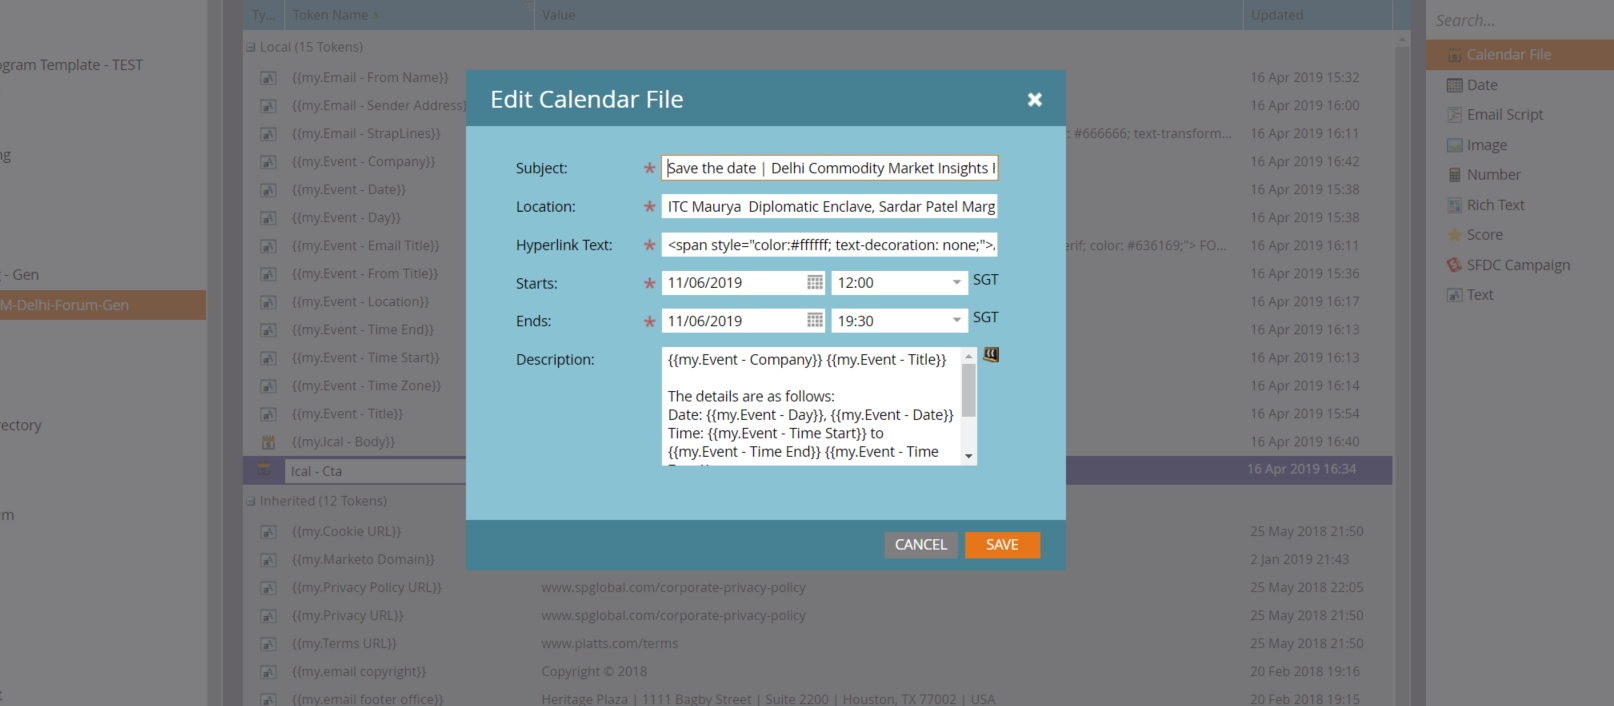 Ty...
Token Name
Value
Updated
Search...
ogram Template - TEST
ng
- Gen
M-Delhi-Forum-Gen
ectory
m
t
Local (15 Tokens)
{{my.Email - From Name}}
16 Apr 2019 15:32
{{my.Email - Sender Address}
16 Apr 2019 16:00
{{my.Email - StrapLines}}
: #666666; text-transform...
16 Apr 2019 16:11
{{my.Event - Company}}
16 Apr 2019 16:42
{{my.Event - Date}}
16 Apr 2019 15:38
{{my.Event - Day}}
16 Apr 2019 15:38
{{my.Event - Email Title}}
erif; color: #636169;"> FO...
16 Apr 2019 16:11
{{my.Event - From Title}}
16 Apr 2019 15:36
{{my.Event - Location}}
16 Apr 2019 16:17
{{my.Event - Time End}}
16 Apr 2019 16:13
{{my.Event - Time Start}}
16 Apr 2019 16:13
{{my.Event - Time Zone}}
16 Apr 2019 16:14
{{my.Event - Title}}
16 Apr 2019 15:54
{{my.Ical - Body}}
16 Apr 2019 16:40
Ical - Cta
16 Apr 2019 16:34
Inherited (12 Tokens)
{{my.Cookie URL}}
25 May 2018 21:50
{{my.Marketo Domain}}
2 Jan 2019 21:43
{{my.Privacy Policy URL}}
www.spglobal.com/corporate-privacy-policy
25 May 2018 22:05
{{my.Privacy URL}}
www.spglobal.com/corporate-privacy-policy
25 May 2018 21:50
{{my.Terms URL}}
www.platts.com/terms
25 May 2018 21:50
{{my.email copyright}}
Copyright © 2018
20 Feb 2018 19:16
{{my.email footer office}}
Heritage Plaza | 1111 Bagby Street | Suite 2200 | Houston, TX 77002 | USA
20 Feb 2018 19:15
Edit Calendar File
Subject:
* Save the date | Delhi Commodity Market Insights
Location:
* ITC Maurya  Diplomatic Enclave, Sardar Patel Marg
Hyperlink Text:
* <span style="color:#ffffff; text-decoration: none;">
Starts:
* 11/06/2019
12:00
SGT
Ends:
* 11/06/2019
19:30
SGT
Description:
{{my.Event - Company}} {{my.Event - Title}}
The details are as follows:
Date: {{my.Event - Day}}, {{my.Event - Date}}
Time: {{my.Event - Time Start}} to
{{my.Event - Time End}} {{my.Event - Time
CANCEL
SAVE
Calendar File
Date
Email Script
Image
Number
Rich Text
Score
SFDC Campaign
Text